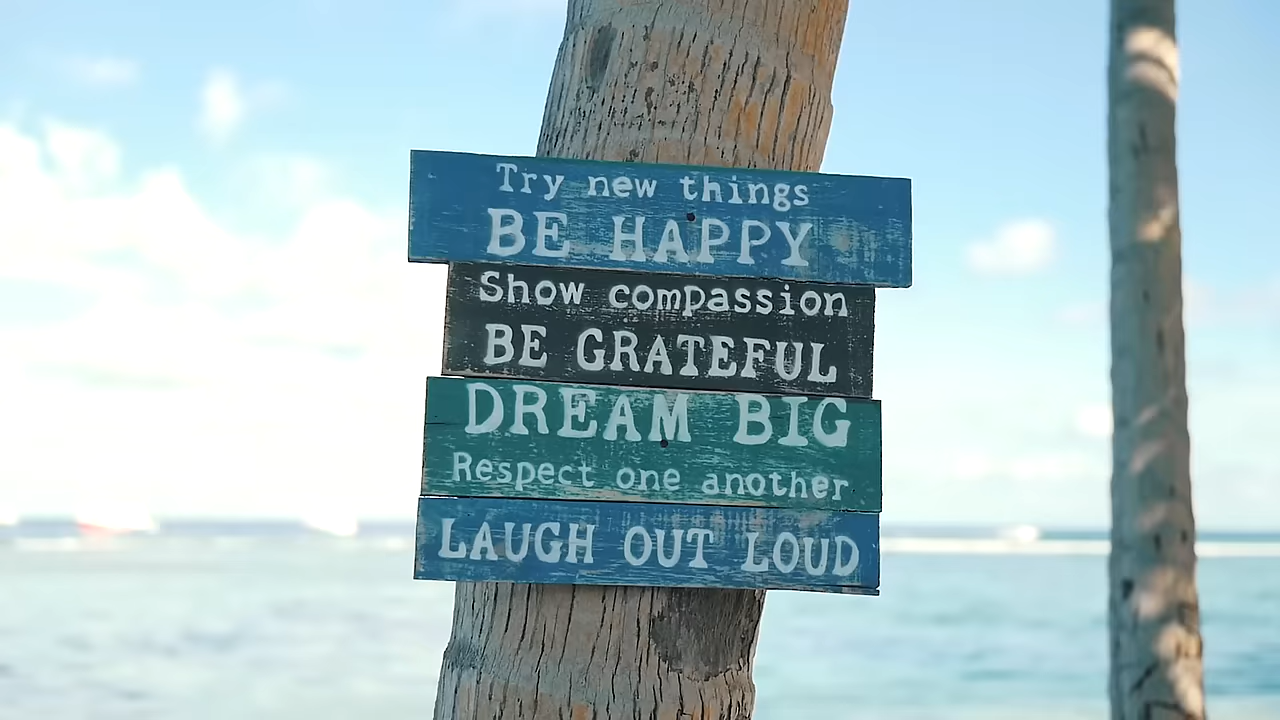 Try new things
BE HAPPY
Show compassion
BE GRATEFUL
DREAM BIG
Respect one another
LAUGH OUT LOUD